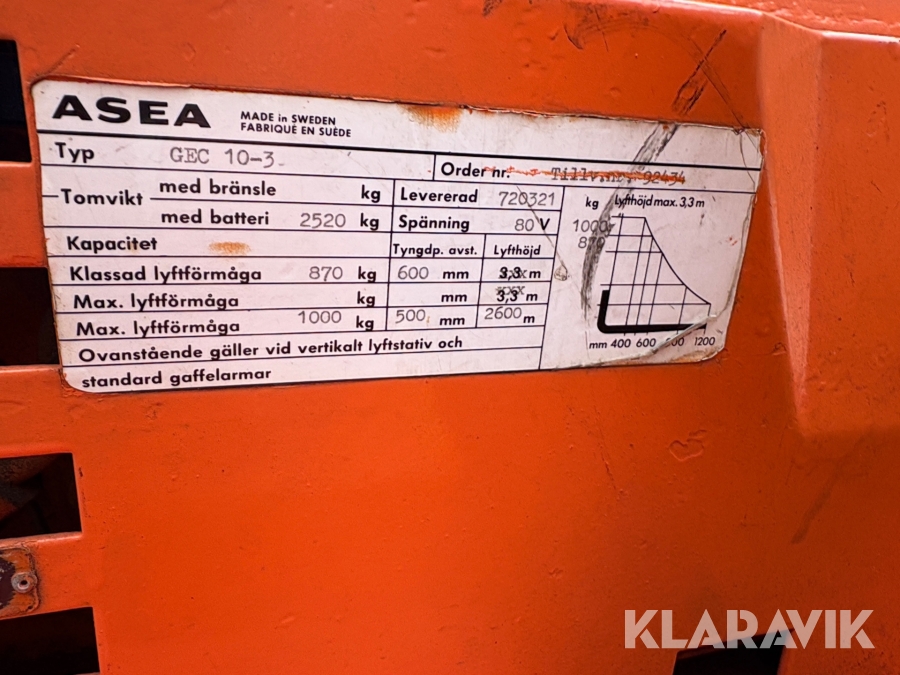 ASEA
MADE in SWEDEN
FABRIQUE EN SUÈDE
Typ GEC 10-3
Order nr. Tillv.nr. 92434
Tomvikt med bränsle kg
Levererad 720321
med batteri 2520 kg
Spänning 80 V
Kapacitet
Tyngdp. avst. Lyfthöjd
Klassad lyftförmåga 870 kg 600 mm 3,3 m
Max. lyftförmåga kg mm 3,3 m
Max. lyftförmåga 1000 kg 500 mm 2600 m
Ovanstående gäller vid vertikalt lyftstativ och
standard gaffelarmar
kg Lyfthöjd max. 3,3 m
1000
870
mm 400 600 1200
KLARAVIK